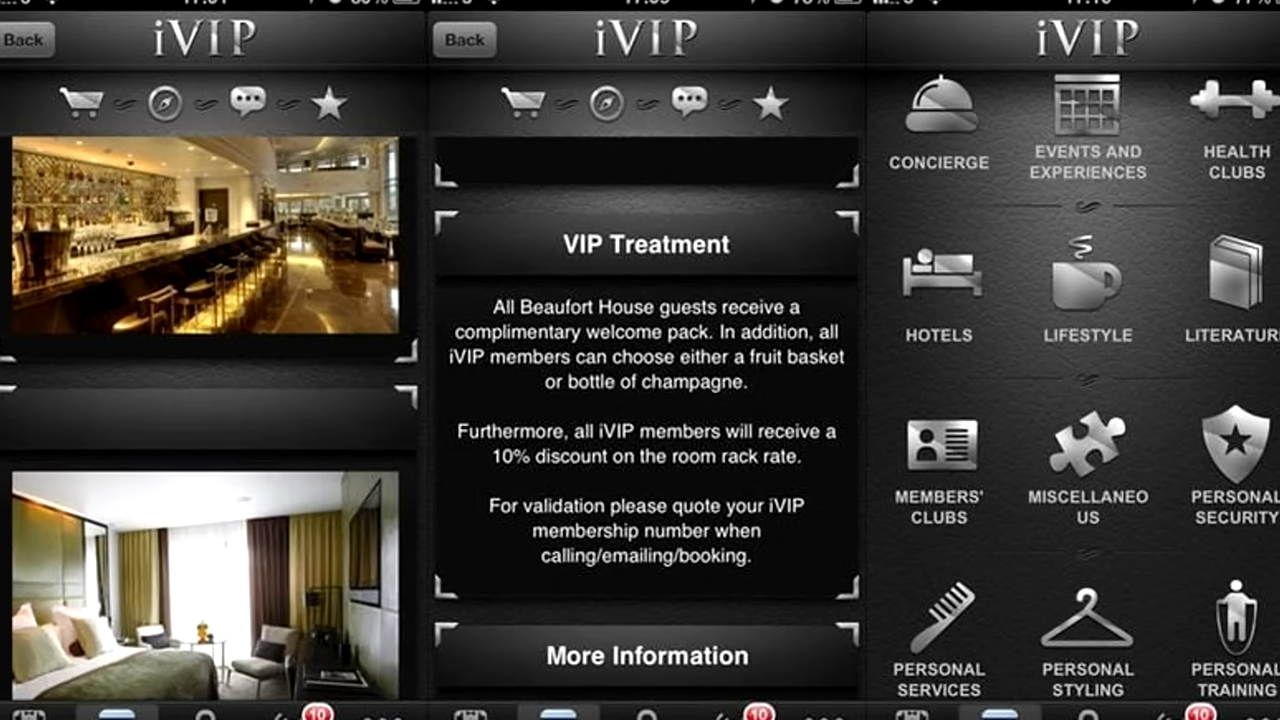 iVIP
Back
iVIP
Back
VIP Treatment
All Beaufort House guests receive a
complimentary welcome pack. In addition, all
iVIP members can choose either a fruit basket
or bottle of champagne.
Furthermore, all iVIP members will receive a
10% discount on the room rack rate.
For validation please quote your iVIP
membership number when
calling/emailing/booking.
More Information
iVIP
CONCIERGE
EVENTS AND
EXPERIENCES
HEALTH
CLUBS
HOTELS
LIFESTYLE
LITERATUR
MEMBERS'
CLUBS
MISCELLANEO
US
PERSONAL
SECURITY
PERSONAL
SERVICES
PERSONAL
STYLING
PERSONAL
TRAINING
10
10
10